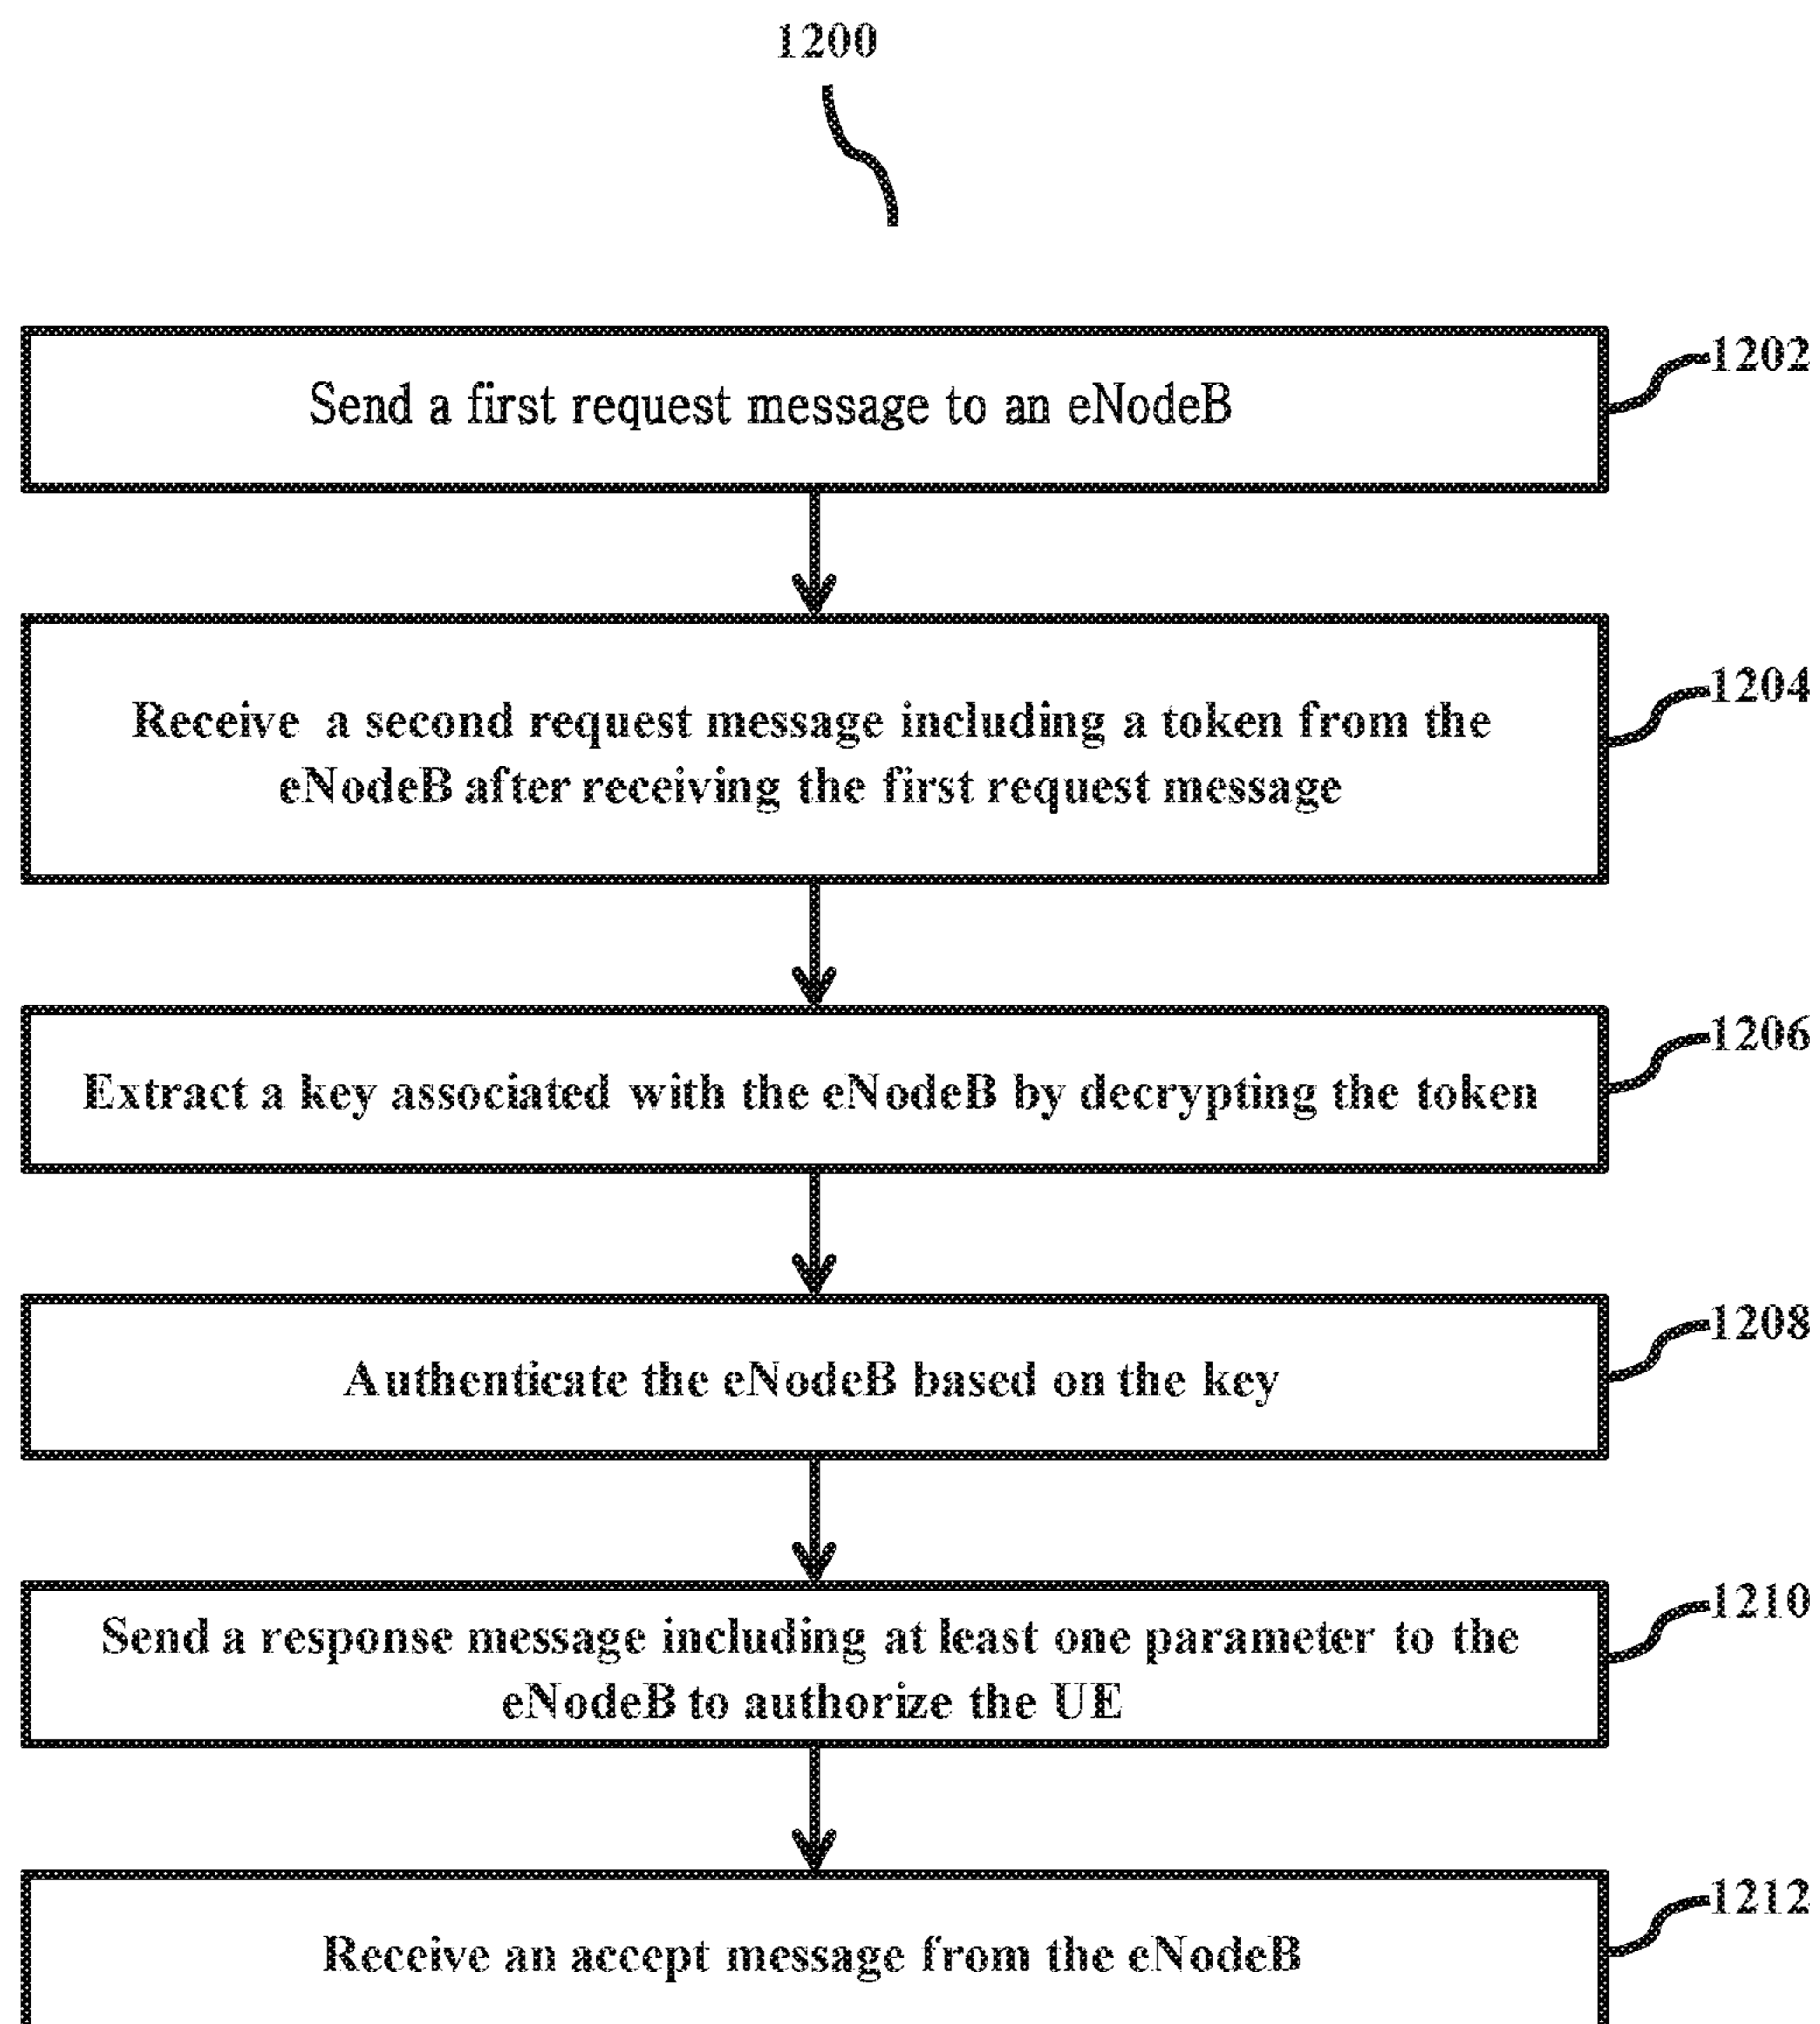 1200
Send a first request message to an eNodeB
1202
Receive a second request message including a token from the
eNodeB after receiving the first request message
1204
Extract a key associated with the eNodeB by decrypting the token
1206
Authenticate the eNodeB based on the key
1208
Send a response message including at least one parameter to the
eNodeB to authorize the UE
1210
Receive an accept message from the eNodeB
1212